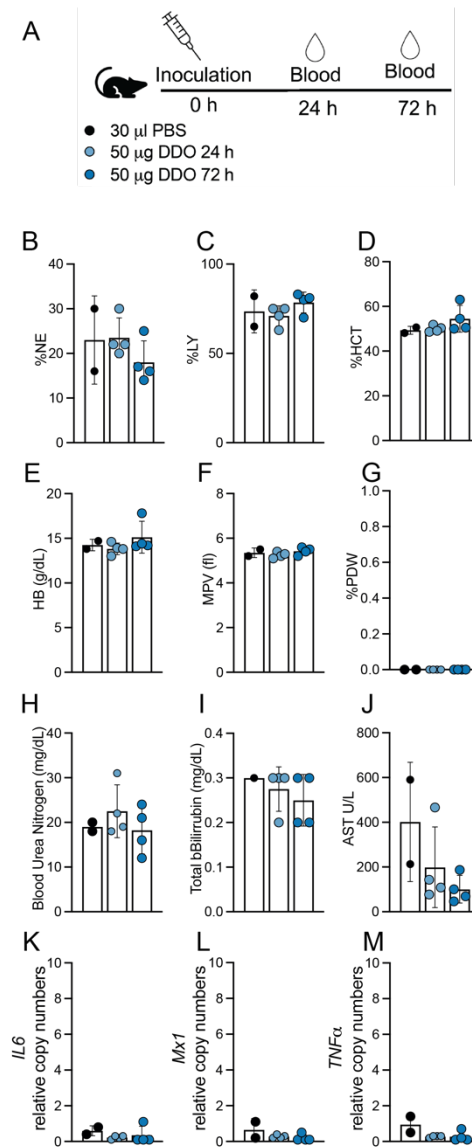 A
Inoculation
Blood
Blood
0 h
24 h
72 h
30 µl PBS
50 µg DDO 24 h
50 µg DDO 72 h
B
%NE
40
30
20
10
0
C
%LY
100
50
0
D
%HCT
80
60
40
20
0
E
HB (g/dL)
20
15
10
5
0
F
MPV (fl)
8
6
4
2
0
G
%PDW
1.0
0.8
0.6
0.4
0.2
0.0
H
Blood Urea Nitrogen (mg/dL)
40
30
20
10
0
I
Total bBilirrubin (mg/dL)
0.4
0.3
0.2
0.1
0.0
J
AST U/L
800
600
400
200
0
K
IL6
relative copy numbers
10
8
6
4
2
0
L
Mx1
relative copy numbers
10
8
6
4
2
0
M
TNFα
relative copy numbers
10
8
6
4
2
0